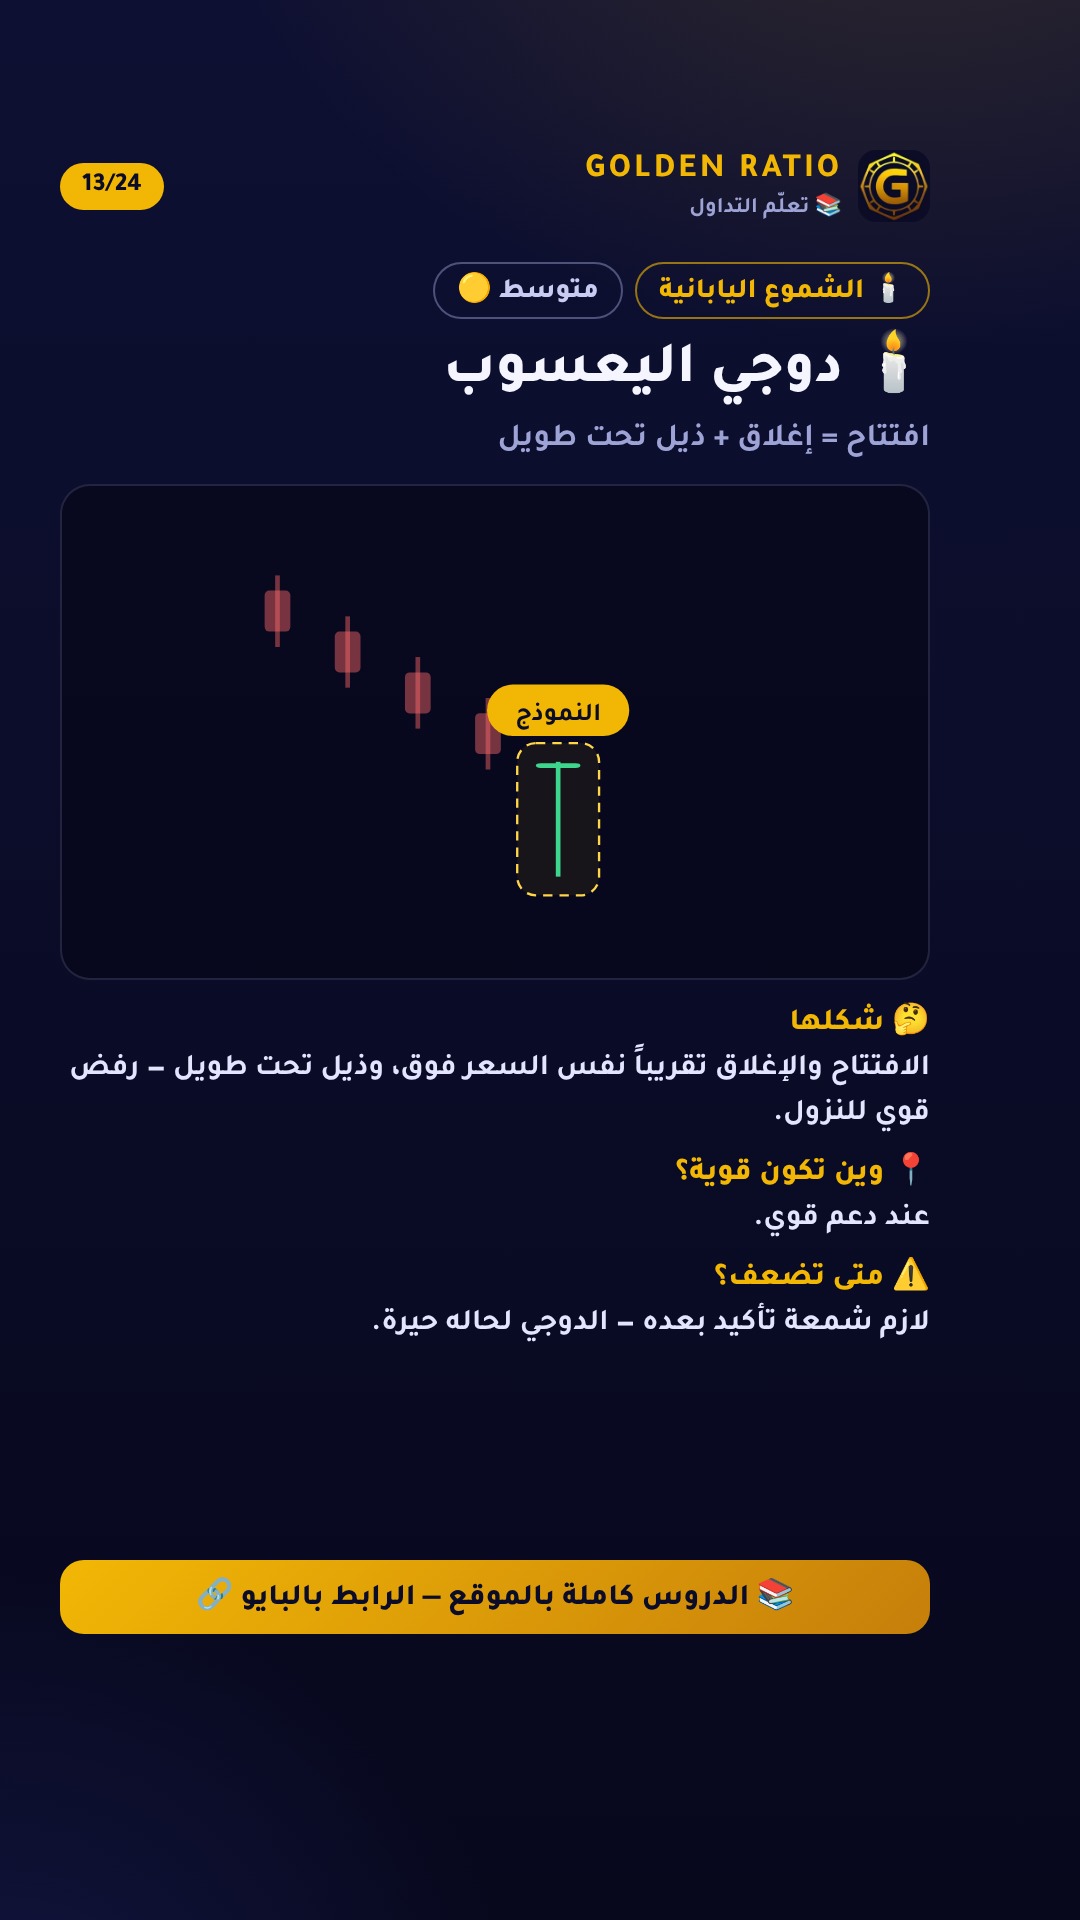 GOLDEN RATIO
📚 تعلّم التداول
13/24
🕯️ الشموع اليابانية
متوسط 🟡
🕯️ دوجي اليعسوب
افتتاح = إغلاق + ذيل تحت طويل
النموذج
🤔 شكلها
الافتتاح والإغلاق تقريباً نفس السعر فوق، وذيل تحت طويل – رفض
قوي للنزول.
📍 وين تكون قوية؟
عند دعم قوي.
⚠️ متى تضعف؟
لازم شمعة تأكيد بعده – الدوجي لحاله حيرة.
📚 الدروس كاملة بالموقع – الرابط بالبايو 🔗